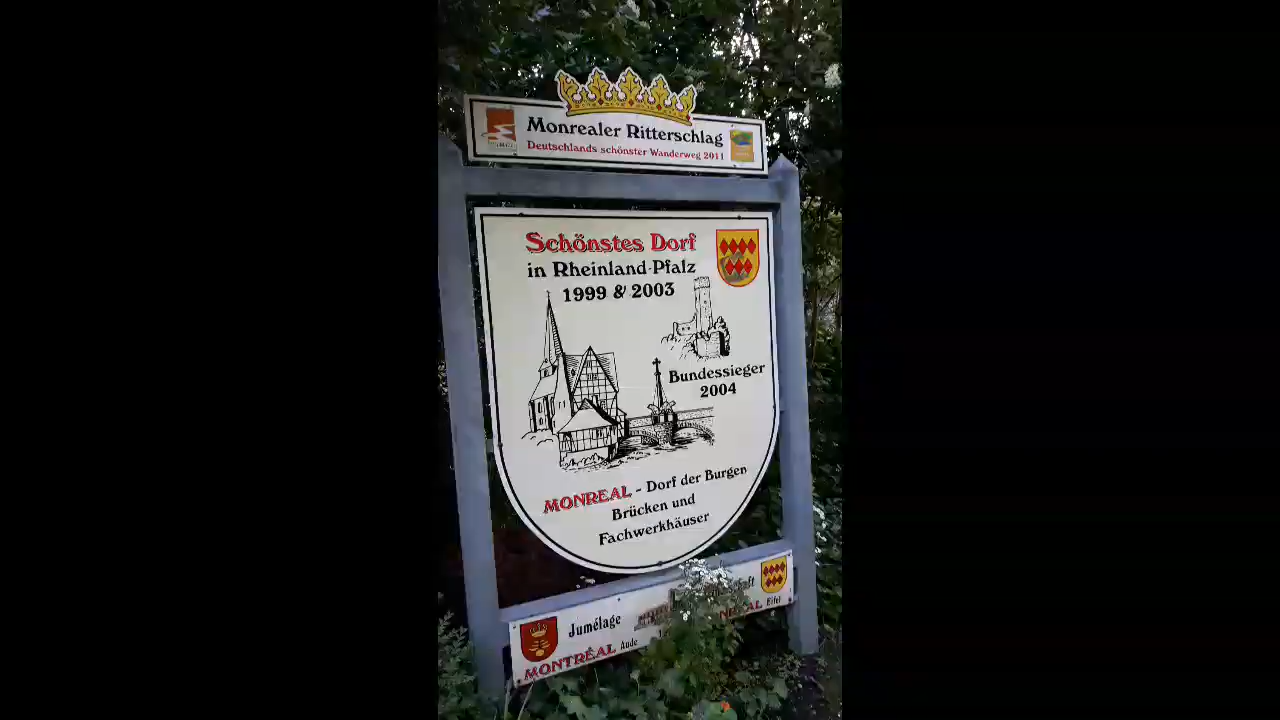 Monrealer Ritterschlag
Deutschlands schönster Wanderweg 2011
Schönstes Dorf
in Rheinland-Pfalz
1999 & 2003
Bundessieger
2004
MONREAL - Dorf der Burgen
Brücken und
Fachwerkhäuser
Jumélage
MONTRÉAL Aude
Eifel